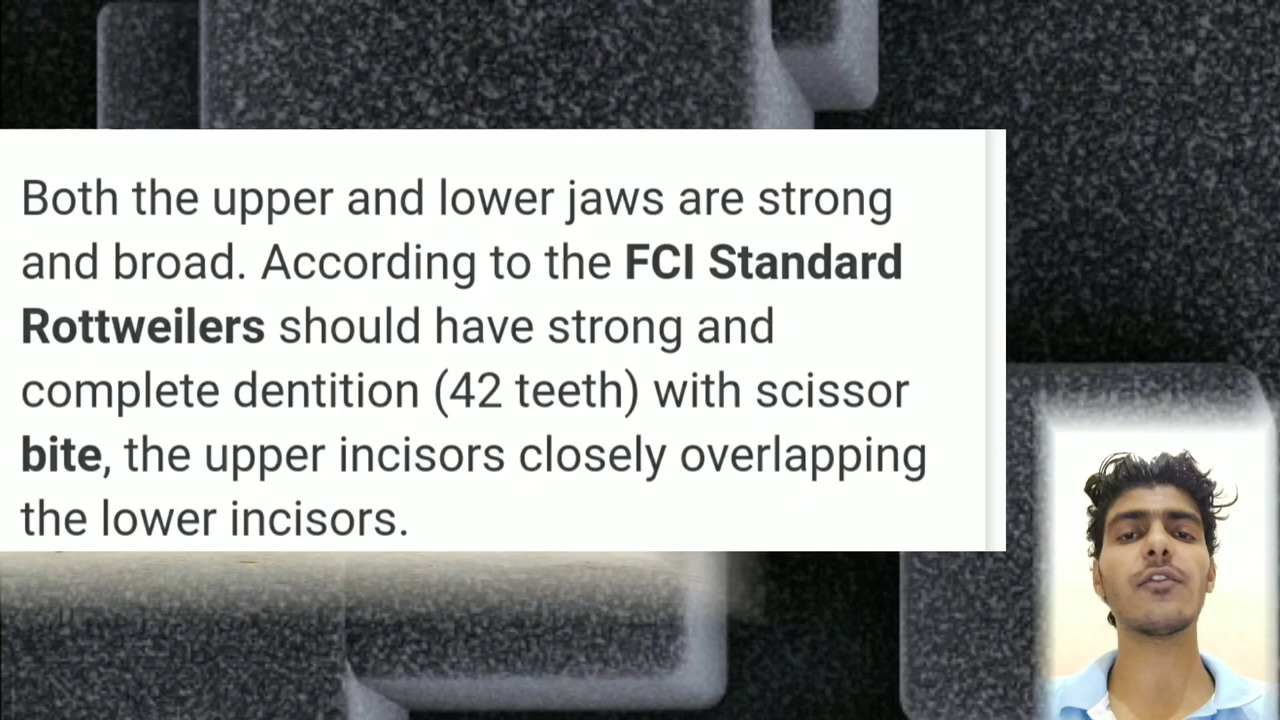 Both the upper and lower jaws are strong
and broad. According to the FCI Standard
Rottweilers should have strong and
complete dentition (42 teeth) with scissor
bite, the upper incisors closely overlapping
the lower incisors.